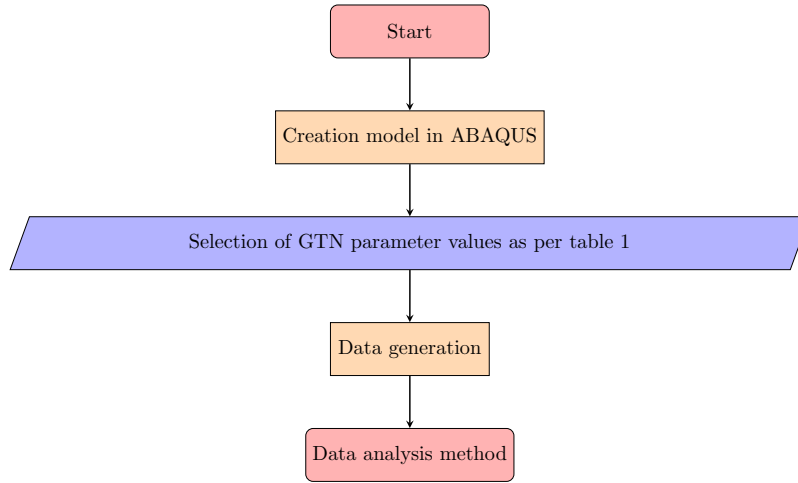 Start
Creation model in ABAQUS
Selection of GTN parameter values as per table 1
Data generation
Data analysis method